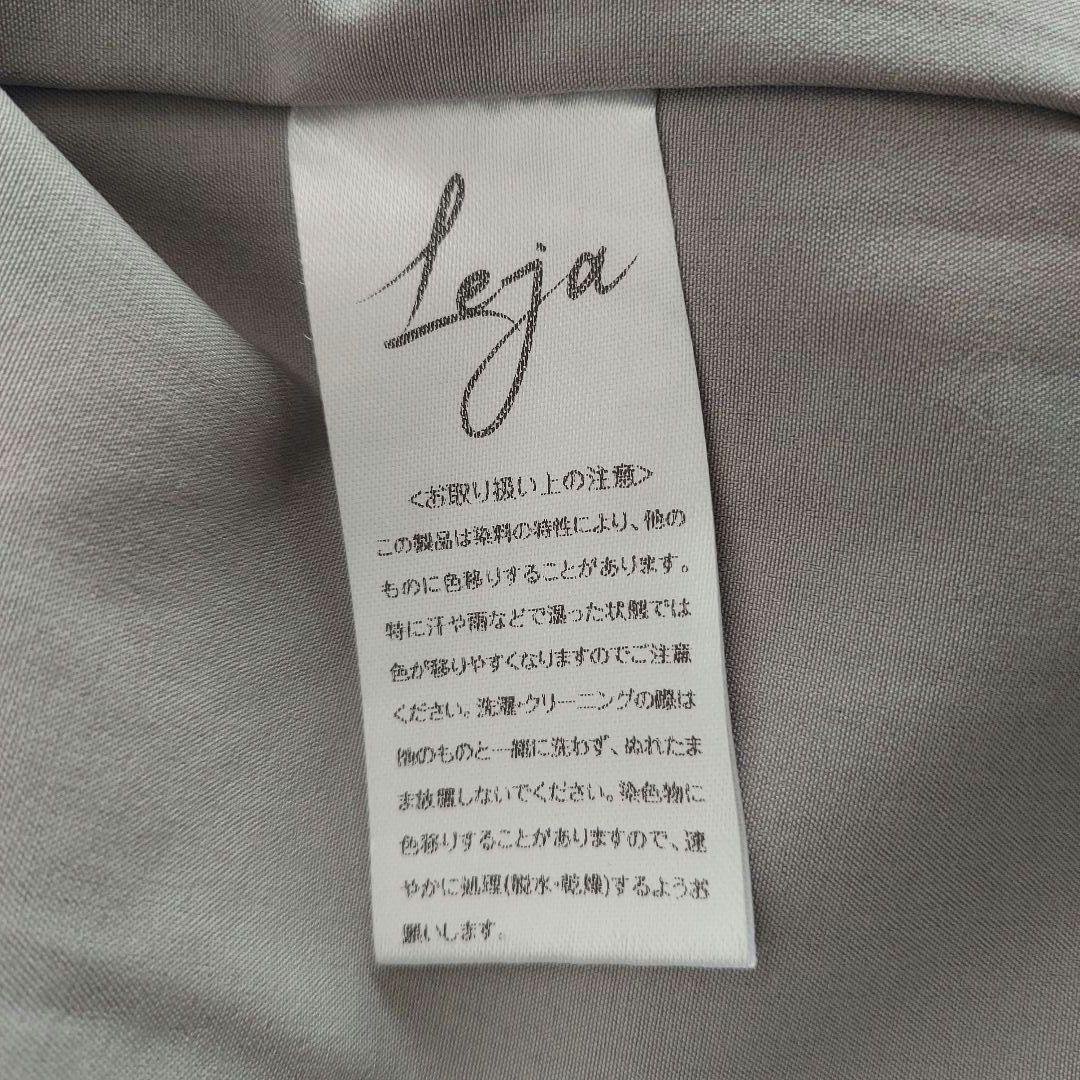 Leja
<お取り扱い上の注意>
この製品は染料の特性により、他の
ものに色移りすることがあります。
特に汗や雨などで湿った状態では
色が移りやすくなりますのでご注意
ください。洗濯・クリーニングの際は
他のものと一緒に洗わず、ぬれたま
ま放置しないでください。染色物に
色移りすることがありますので、速
やかに処理(脱水・乾燥)するようお
願いします。